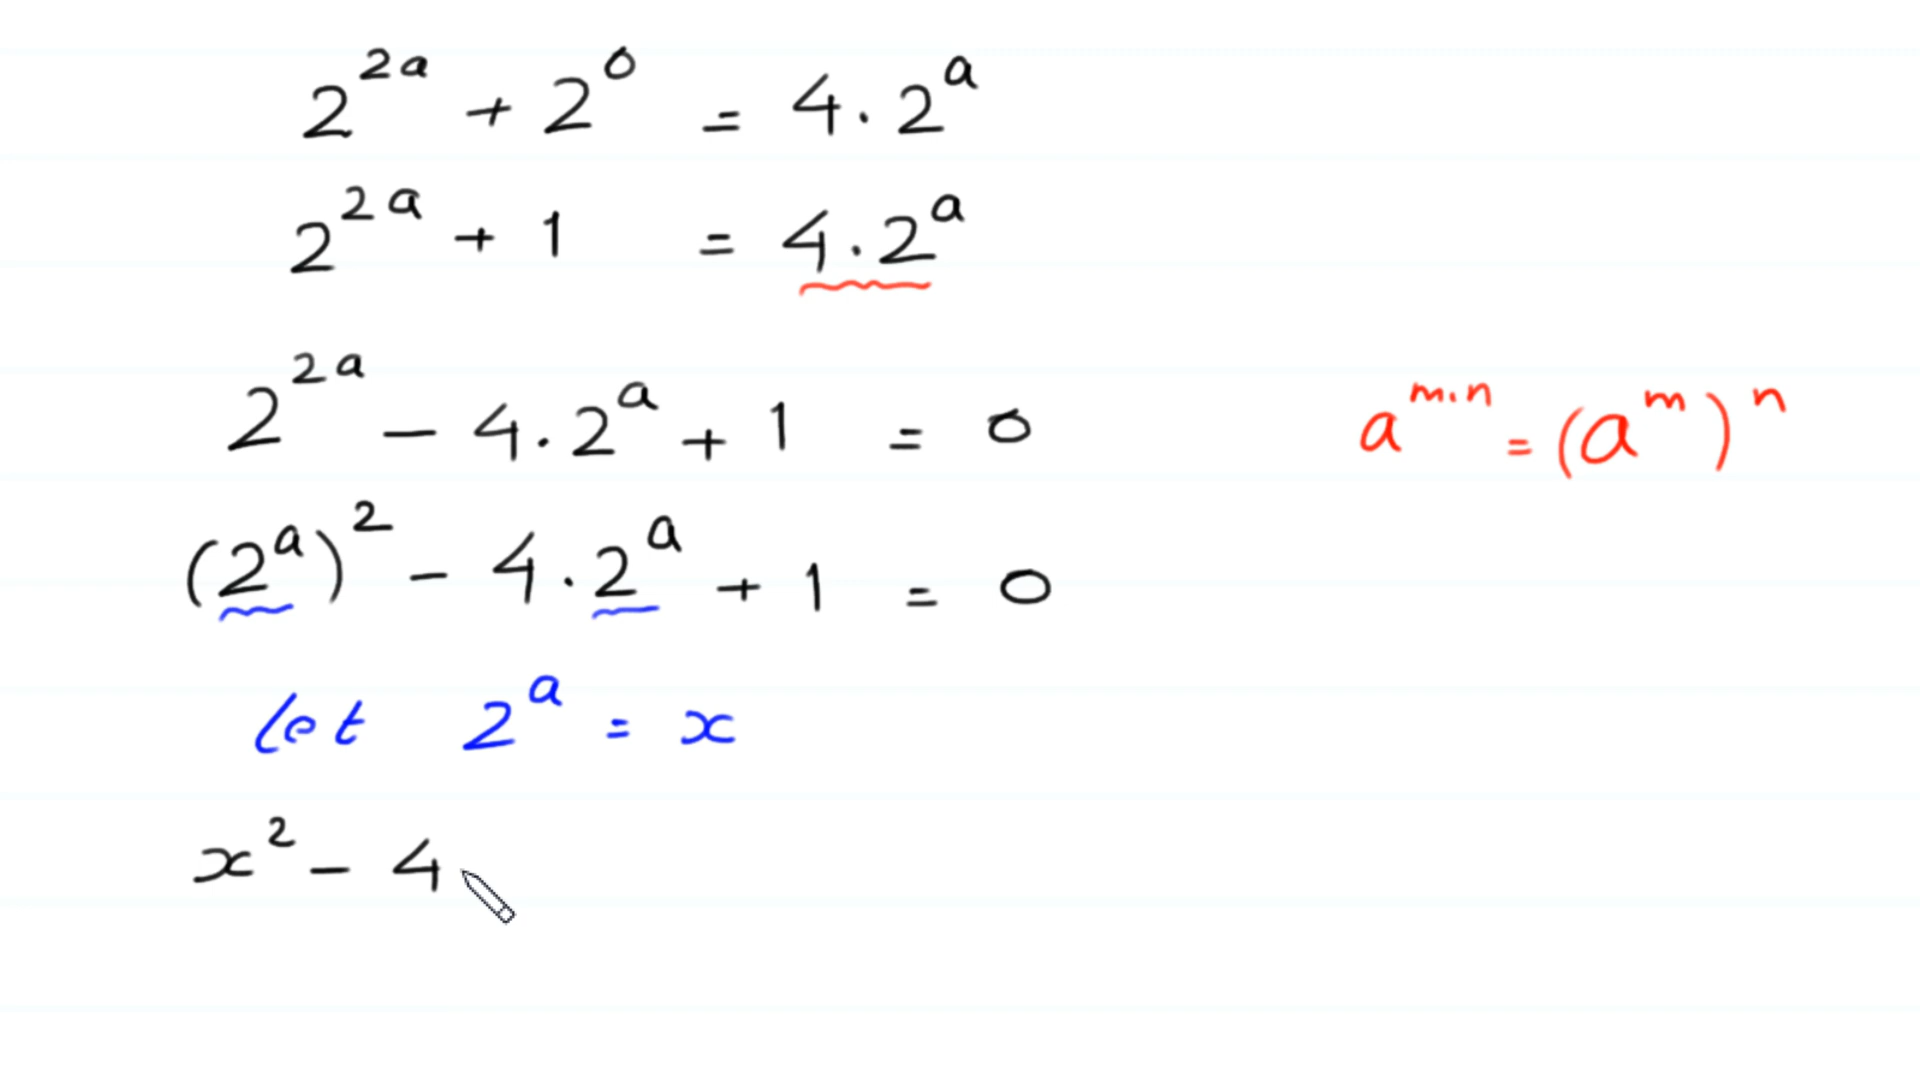 2^{2a} + 2^0 = 4 · 2^a
2^{2a} + 1 = 4 · 2^a
2^{2a} - 4 · 2^a + 1 = 0
a^{m·n} = (a^m)^n
(2^a)^2 - 4 · 2^a + 1 = 0
let 2^a = x
x^2 - 4